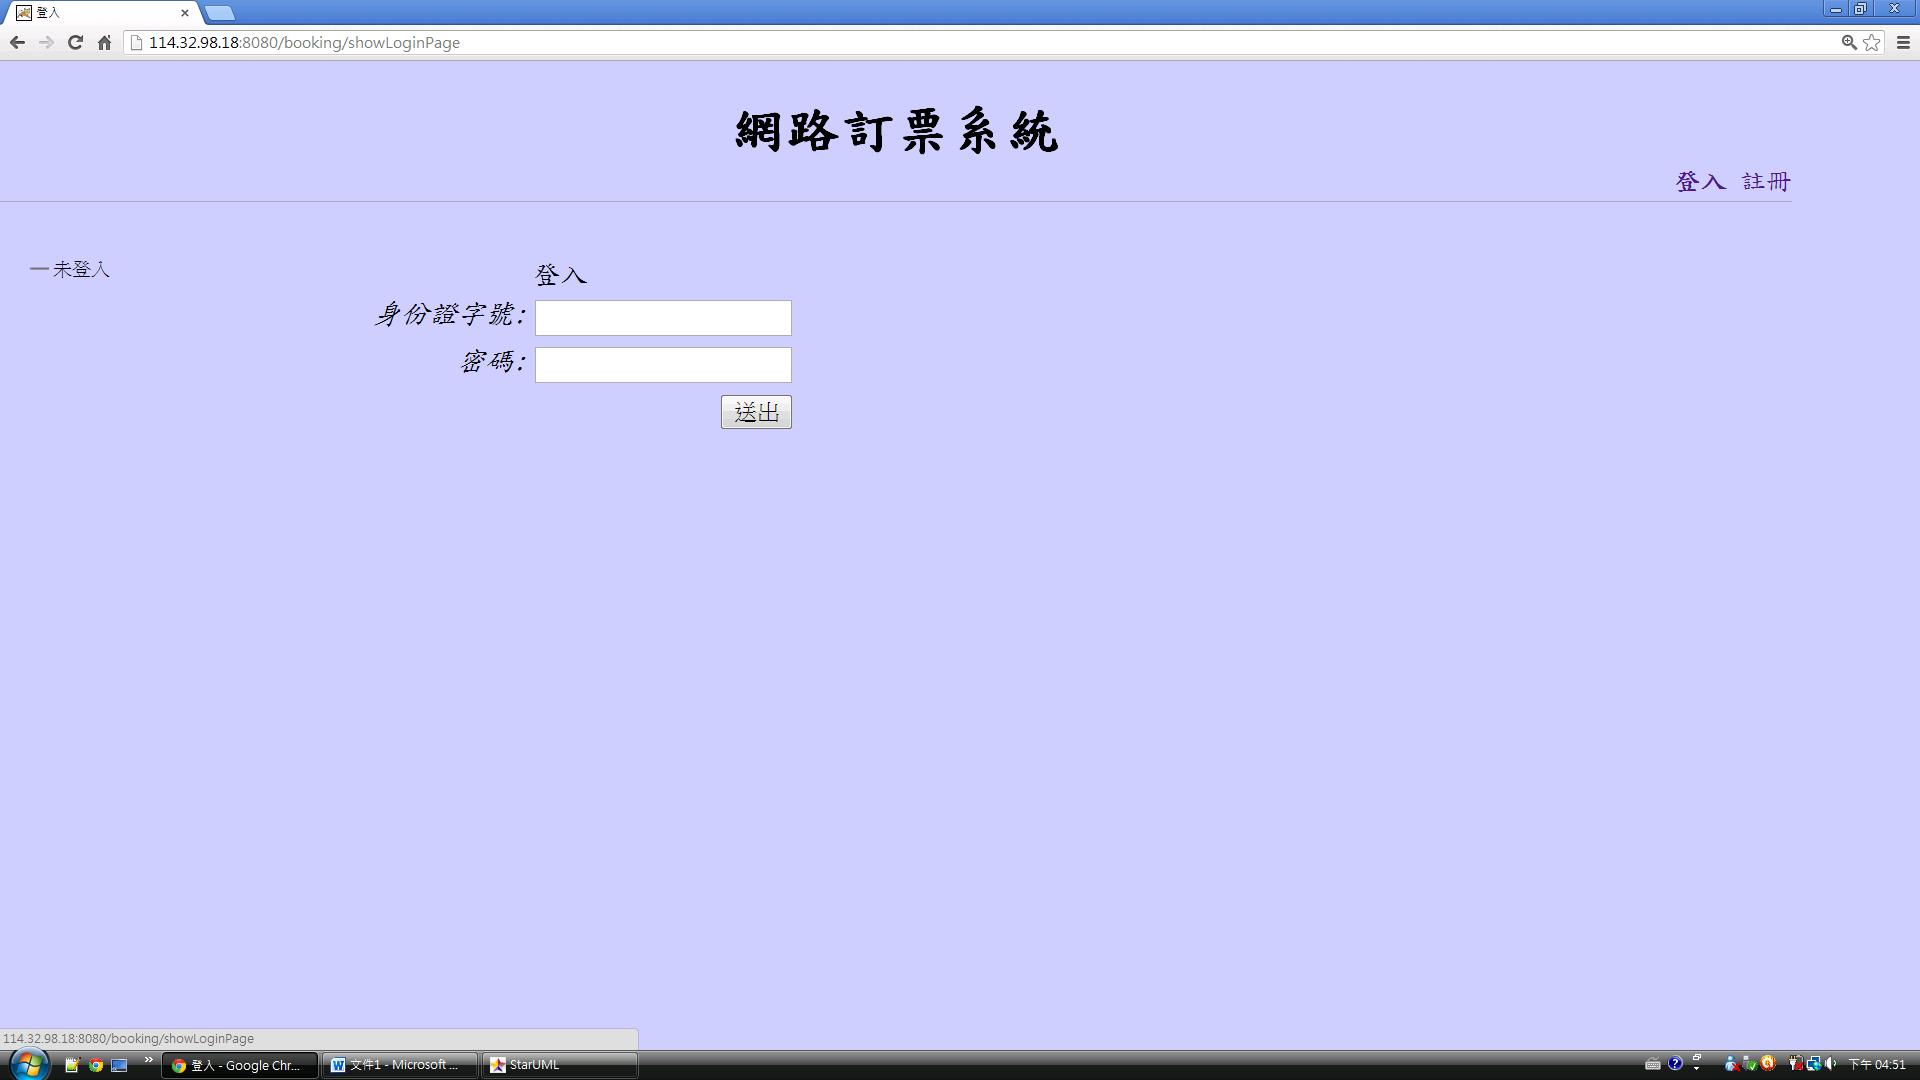 登入
114.32.98.18:8080/booking/showLoginPage
網路訂票系統
登入 註冊
未登入
登入
身份證字號:
密碼:
送出
114.32.98.18:8080/booking/showLoginPage
登入 - Google Chr...
文件1 - Microsoft ...
StarUML
下午 04:51